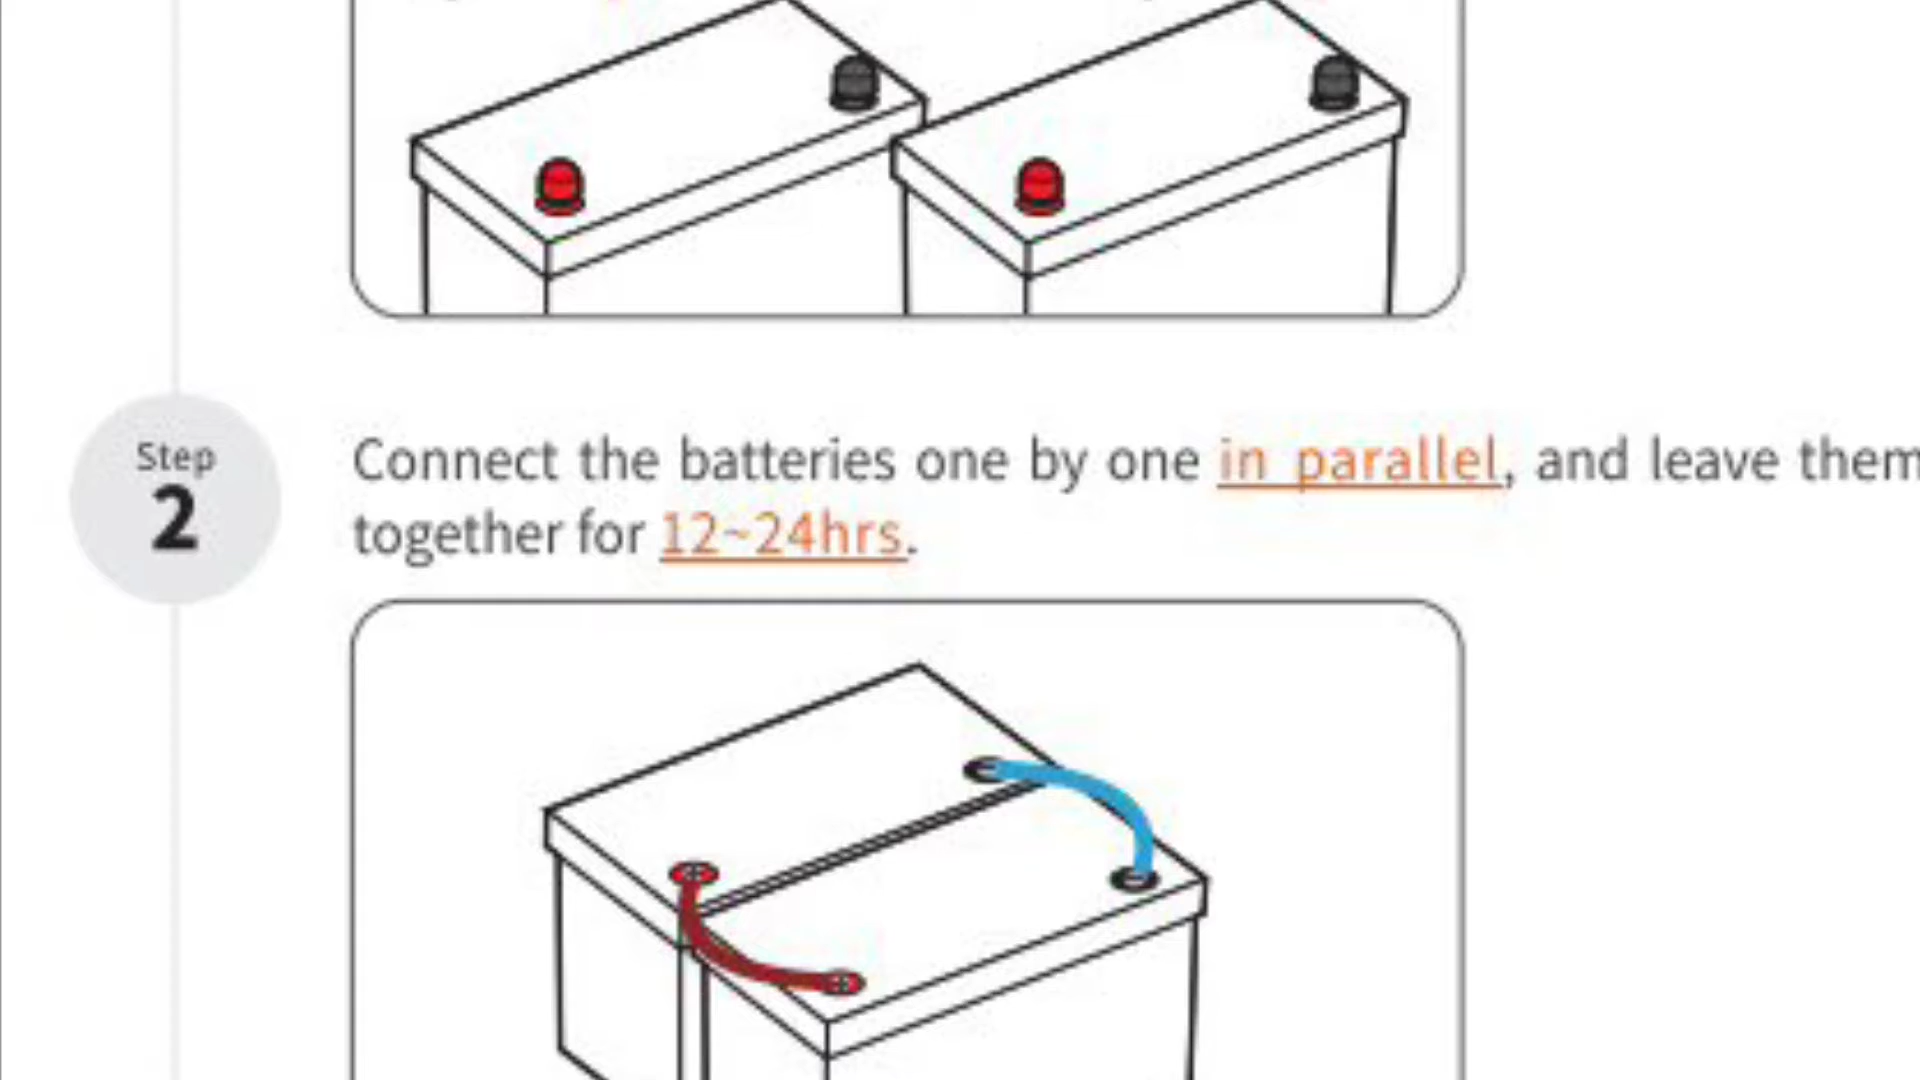 Step
2
Connect the batteries one by one in parallel, and leave them
together for 12~24hrs.